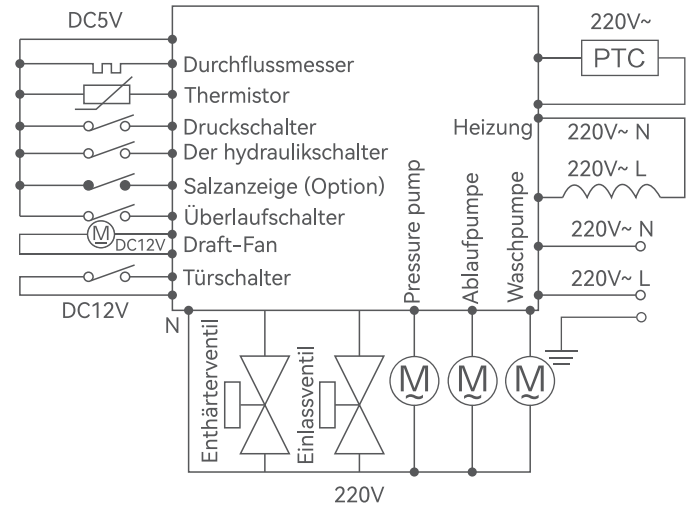 DC5V
Durchflussmesser
Thermistor
Druckschalter
Der hydraulikschalter
Salzanzeige (Option)
Überlaufschalter
M
DC12V
Draft-Fan
Türschalter
DC12V
N
220V~
PTC
Heizung
220V~ N
220V~ L
220V~ N
220V~ L
Pressure pump
Ablaufpumpe
Waschpumpe
Enthärterventil
Einlassventil
M~
M~
M~
220V